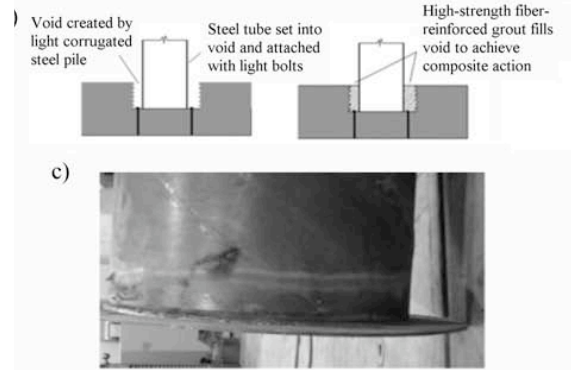 )
Void created by
light corrugated
steel pile
Steel tube set into
void and attached
with light bolts
High-strength fiber-
reinforced grout fills
void to achieve
composite action
c)